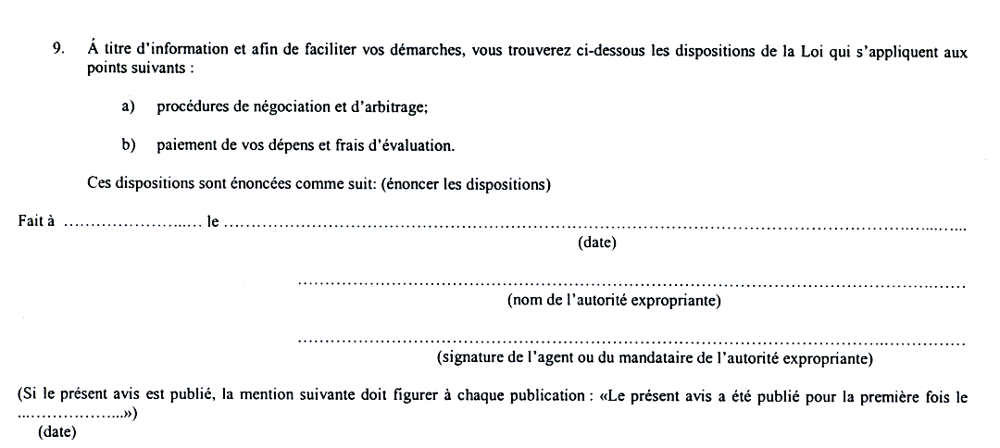 9. Á titre d'information et afin de faciliter vos démarches, vous trouverez ci-dessous les dispositions de la Loi qui s'appliquent aux
points suivants :
a) procédures de négociation et d'arbitrage;
b) paiement de vos dépens et frais d'évaluation.
Ces dispositions sont énoncées comme suit: (énoncer les dispositions)
Fait à ............................ le ............................................................................................................................................
(date)
............................................................................................................................
(nom de l'autorité expropriante)
............................................................................................................................
(signature de l'agent ou du mandataire de l'autorité expropriante)
(Si le présent avis est publié, la mention suivante doit figurer à chaque publication : «Le présent avis a été publié pour la première fois le
......................»)
(date)